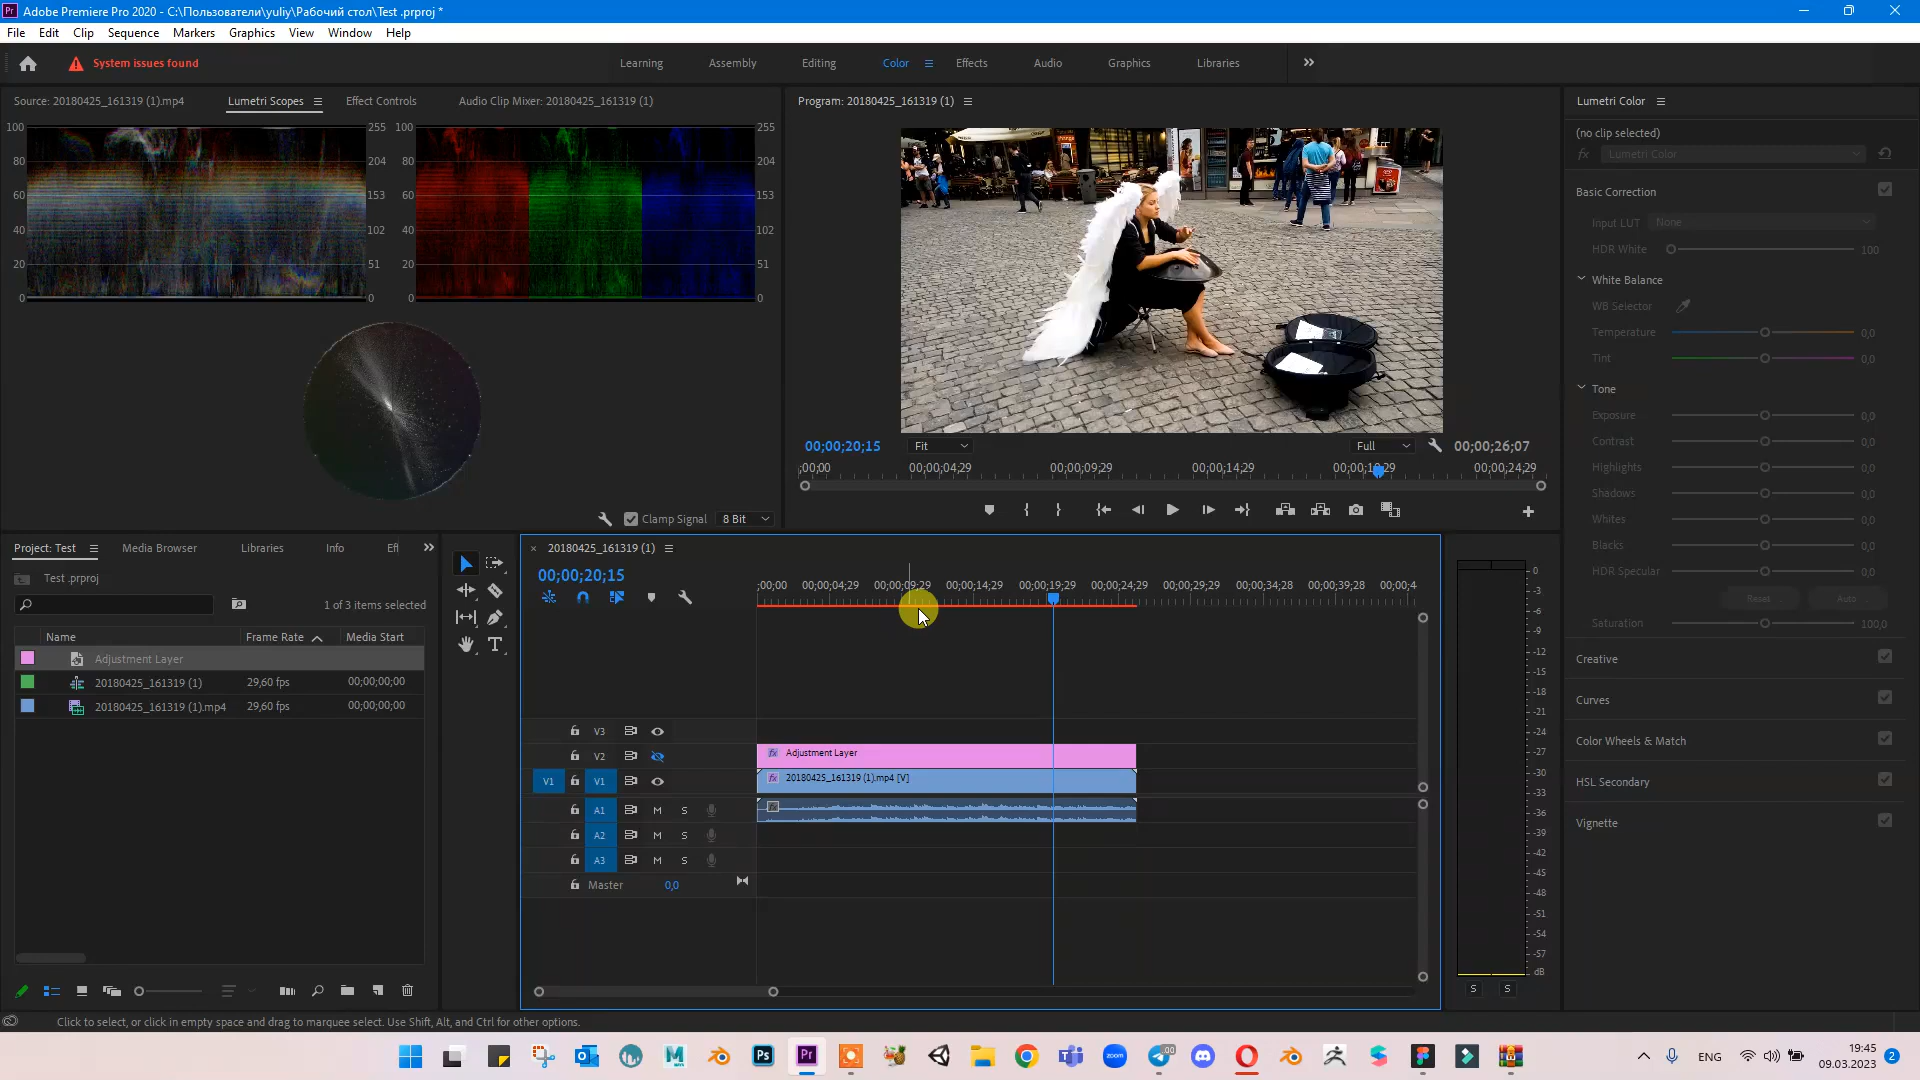 Adobe Premiere Pro 2020 - C:\Пользователи\yuliy\Рабочий стол\Test .prproj *
File Edit Clip Sequence Markers Graphics View Window Help
System issues found
Learning Assembly Editing Color Effects Audio Graphics Libraries
Source: 20180425_161319 (1).mp4 Lumetri Scopes Effect Controls Audio Clip Mixer: 20180425_161319 (1)
Program: 20180425_161319 (1)
Lumetri Color
100 255 100 255
80 204 80 204
60 153 60 153
40 102 40 102
20 51 20 51
0 0 0 0
Clamp Signal 8 Bit
00;00;20;15 Fit Full 00;00;26;07
;00;00 00;00;04;29 00;00;09;29 00;00;14;29 00;00;19;29 00;00;24;29
(no clip selected)
fx Lumetri Color
Basic Correction
Input LUT None
HDR White 100
White Balance
WB Selector
Temperature 0,0
Tint 0,0
Tone
Exposure 0,0
Contrast 0,0
Highlights 0,0
Shadows 0,0
Whites 0,0
Blacks 0,0
HDR Specular 0,0
Reset Auto
Saturation 100,0
Creative
Curves
Color Wheels & Match
HSL Secondary
Vignette
Project: Test Media Browser Libraries Info Eff
Test .prproj
1 of 3 items selected
Name Frame Rate Media Start
Adjustment Layer
20180425_161319 (1) 29,60 fps 00;00;00;00
20180425_161319 (1).mp4 29,60 fps 00;00;00;00
20180425_161319 (1)
00;00;20;15
;00;00 00;00;04;29 00;00;09;29 00;00;14;29 00;00;19;29 00;00;24;29 00;00;29;29 00;00;34;28 00;00;39;28 00;00;4
V3
V2 fx Adjustment Layer
V1 V1 fx 20180425_161319 (1).mp4 [V]
A1 M S
A2 M S
A3 M S
Master 0,0
0
-3
-6
-9
-12
-15
-18
-21
-24
-27
-30
-33
-36
-39
-42
-45
-48
-51
-54
-57
dB
S S
Click to select, or click in empty space and drag to marquee select. Use Shift, Alt, and Ctrl for other options.
ENG
19:45
09.03.2023
2